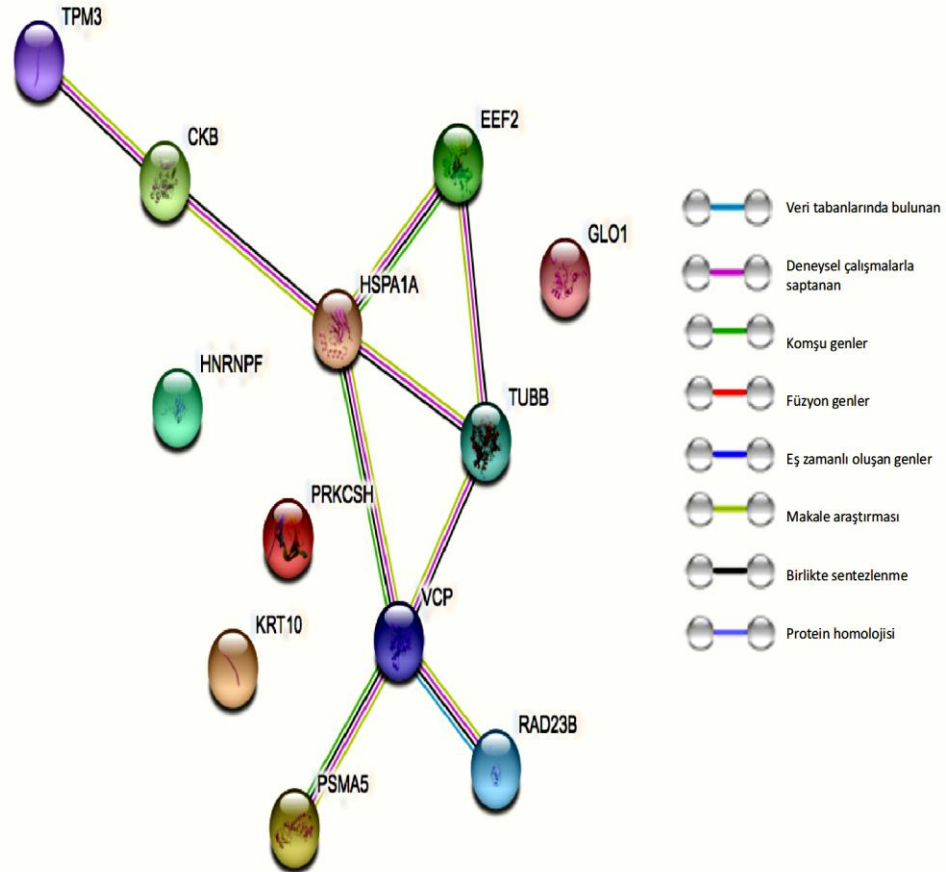 TPM3
CKB
EEF2
GLO1
HSPA1A
HNRNPF
TUBB
PRKCSH
VCP
KRT10
RAD23B
PSMA5
Veri tabanlarında bulunan
Deneysel çalışmalarla
saptanan
Komşu genler
Füzyon genler
Eş zamanlı oluşan genler
Makale araştırması
Birlikte sentezlenme
Protein homolojisi